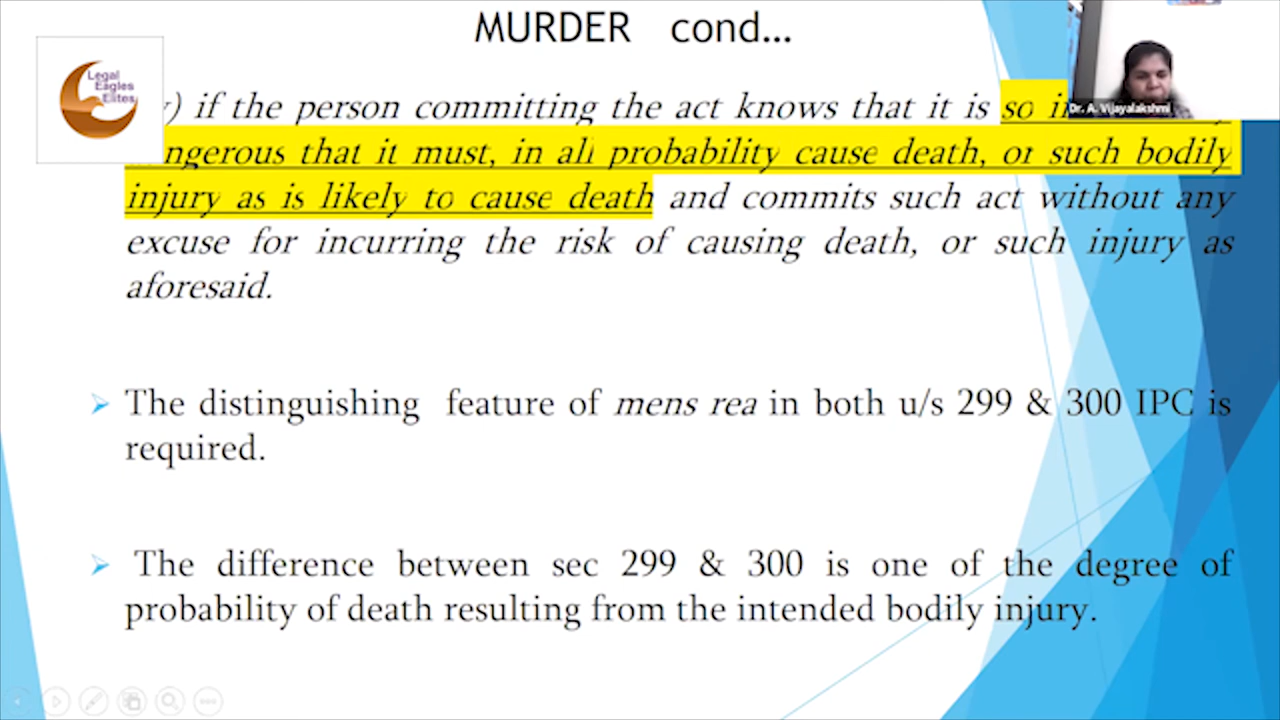 MURDER cond...
Legal
Eagles
Elites
Dr. A. Vijayalakshmi
) if the person committing the act knows that it is so
that it must, in all probability cause death, or such bodily
injury as is likely to cause death and commits such act without any
excuse for incurring the risk of causing death, or such injury as
aforesaid.
The distinguishing feature of mens rea in both u/s 299 & 300 IPC is
required.
The difference between sec 299 & 300 is one of the degree of
probability of death resulting from the intended bodily injury.